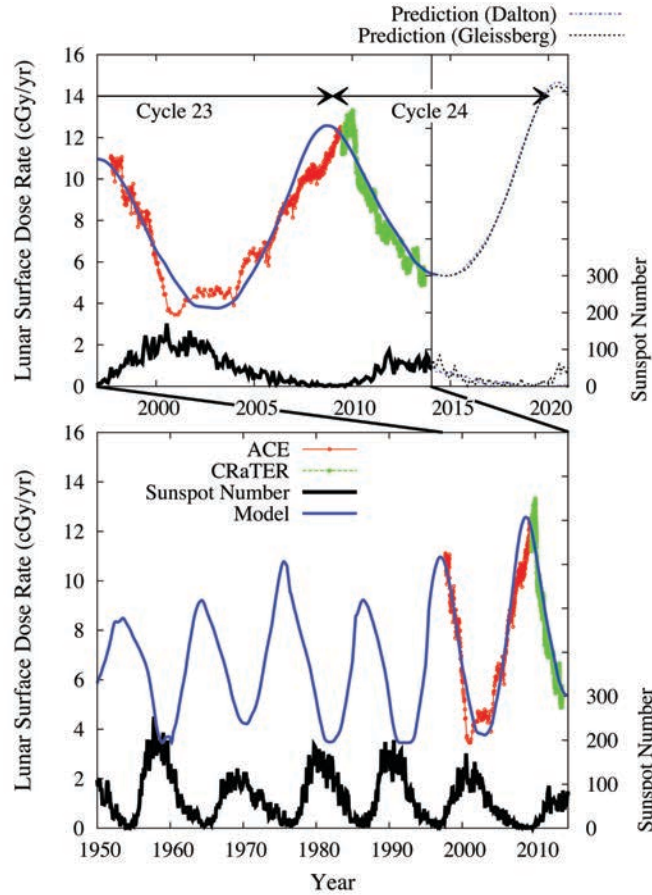 Prediction (Dalton)
Prediction (Gleissberg)
16
14
12
10
8
6
4
2
0
Lunar Surface Dose Rate (cGy/yr)
Cycle 23
Cycle 24
300
200
100
0
Sunspot Number
2000 2005 2010 2015 2020
16
14
12
10
8
6
4
2
0
Lunar Surface Dose Rate (cGy/yr)
ACE
CRaTER
Sunspot Number
Model
300
200
100
0
Sunspot Number
1950 1960 1970 1980 1990 2000 2010
Year